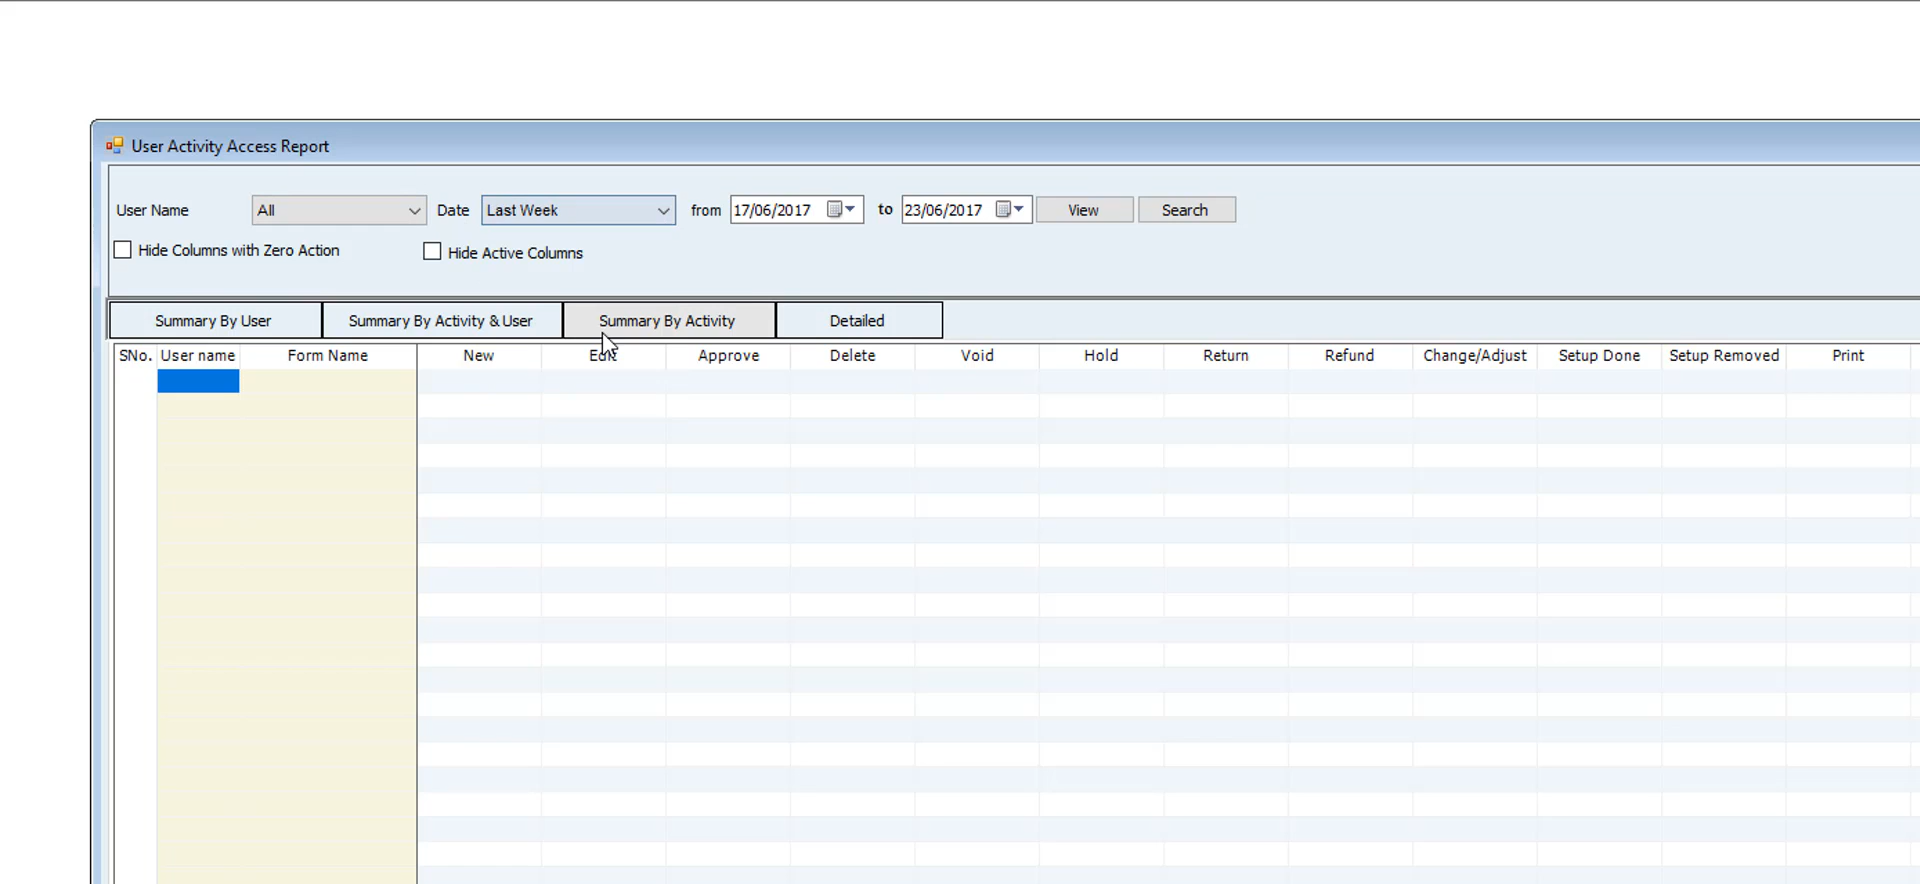 User Activity Access Report
User Name All Date Last Week from 17/06/2017 to 23/06/2017 View Search
Hide Columns with Zero Action Hide Active Columns
Summary By User Summary By Activity & User Summary By Activity Detailed
SNo. User name Form Name New Edit Approve Delete Void Hold Return Refund Change/Adjust Setup Done Setup Removed Print